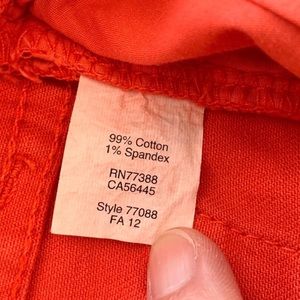 99% Cotton
1% Spandex
RN77388
CA56445
Style 77088
FA 12